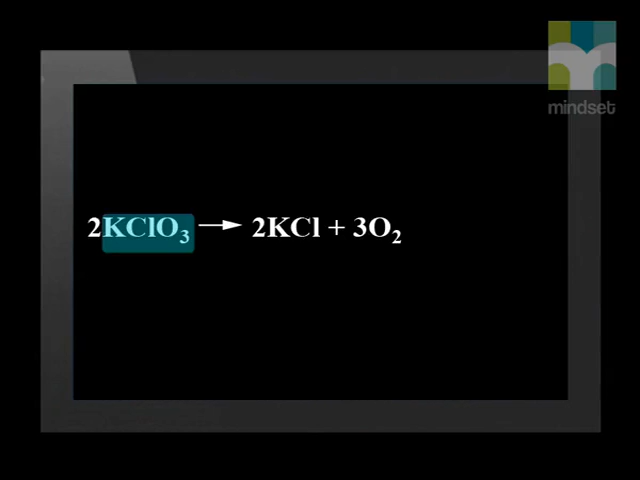 mindset
2KClO₃ → 2KCl + 3O₂